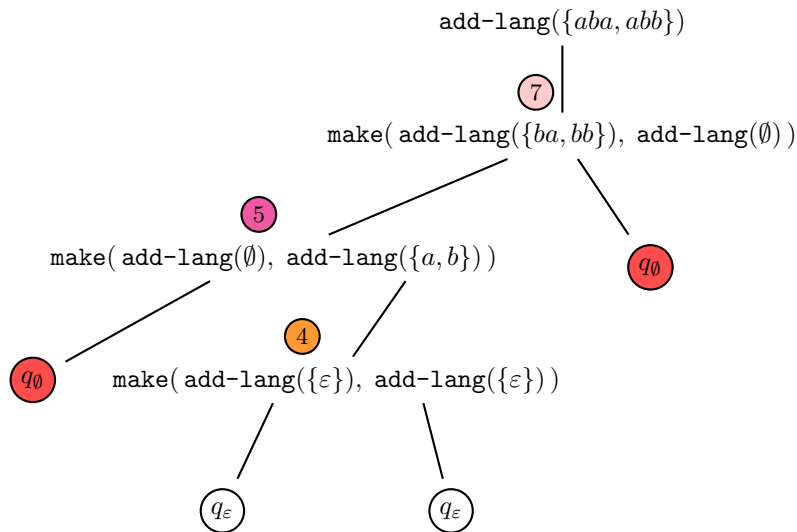 add-lang({aba, abb})
7
make( add-lang({ba, bb}), add-lang(∅) )
5
make( add-lang(∅), add-lang({a, b}) )
q∅
4
q∅
make( add-lang({ε}), add-lang({ε}) )
qε qε